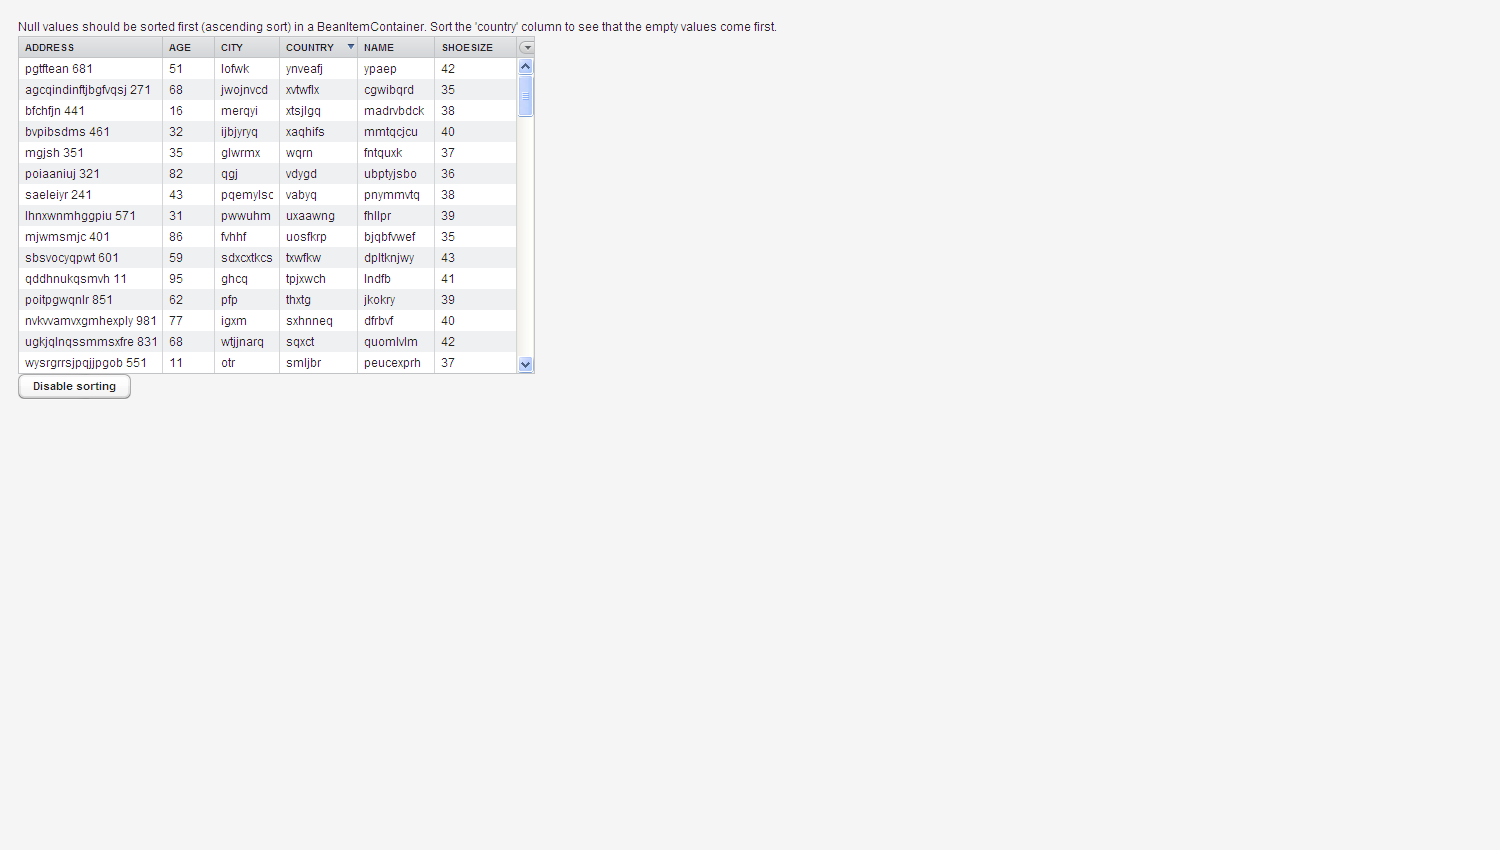 Null values should be sorted first (ascending sort) in a BeanItemContainer. Sort the 'country' column to see that the empty values come first.
ADDRESS AGE CITY COUNTRY NAME SHOESIZE
pgtftean 681 51 lofwk ynveafj ypaep 42
agcqindinftjbgfvqsj 271 68 jwojnvcd xvtwflx cgwibqrd 35
bfchfjn 441 16 merqyi xtsjlgq madrvbdck 38
bvpibsdms 461 32 ijbjyryq xaqhifs mmtqcjcu 40
mgjsh 351 35 glwrmx wqrn fntquxk 37
poiaaniuj 321 82 qgj vdygd ubptyjsbo 36
saeleiyr 241 43 pqemylsc vabyq pnymmvtq 38
lhnxwnmhggpiu 571 31 pwwuhm uxaawng fhllpr 39
mjwmsmjc 401 86 fvhhf uosfkrp bjqbfvwef 35
sbsvocyqpwt 601 59 sdxcxtkcs txwfkw dpltknjwy 43
qddhnukqsmvh 11 95 ghcq tpjxwch lndfb 41
poitpgwqnlr 851 62 pfp thxtg jkokry 39
nvkvvamvxgmhexply 981 77 igxm sxhnneq dfrbvf 40
ugkjqlnqssmmsxfre 831 68 wtjjnarq sqxct quomlvlm 42
wysrgrrsjpqjjpgob 551 11 otr smljbr peucexprh 37
Disable sorting